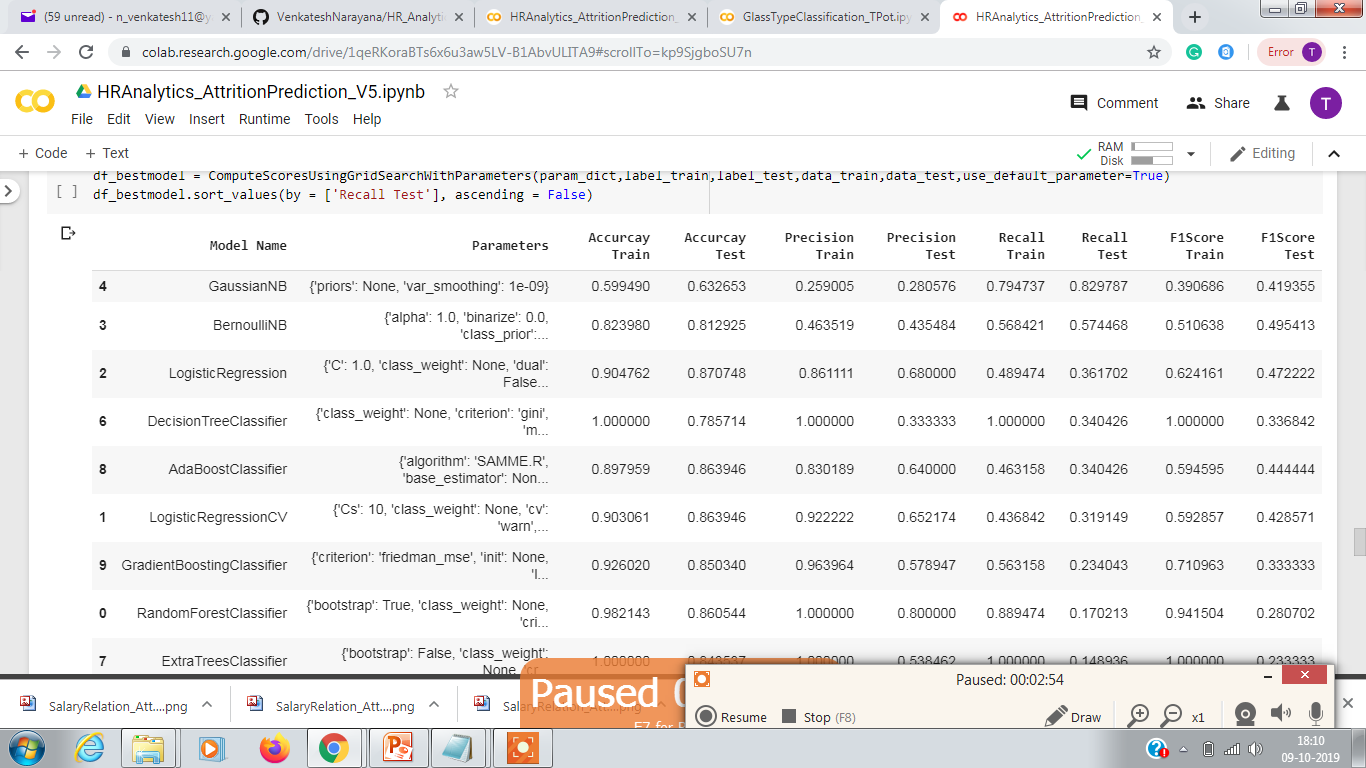 (59 unread) - n_venkatesh11@y
VenkateshNarayana/HR_Analytic
HRAnalytics_AttritionPrediction_
GlassTypeClassification_TPot.ipy
HRAnalytics_AttritionPrediction_
colab.research.google.com/drive/1qeRKoraBTs6x6u3aw5LV-B1AbvULITA9#scrollTo=kp9SjgboSU7n
Error T
HRAnalytics_AttritionPrediction_V5.ipynb
Comment Share T
File Edit View Insert Runtime Tools Help
+ Code + Text RAM Disk Editing
df_bestmodel = ComputeScoresUsingGridSearchWithParameters(param_dict,label_train,label_test,data_train,data_test,use_default_parameter=True)
[ ] df_bestmodel.sort_values(by = ['Recall Test'], ascending = False)
Model Name Parameters Accurcay Train Accurcay Test Precision Train Precision Test Recall Train Recall Test F1Score Train F1Score Test
4 GaussianNB {'priors': None, 'var_smoothing': 1e-09} 0.599490 0.632653 0.259005 0.280576 0.794737 0.829787 0.390686 0.419355
3 BernoulliNB {'alpha': 1.0, 'binarize': 0.0, 'class_prior':... 0.823980 0.812925 0.463519 0.435484 0.568421 0.574468 0.510638 0.495413
2 LogisticRegression {'C': 1.0, 'class_weight': None, 'dual': False... 0.904762 0.870748 0.861111 0.680000 0.489474 0.361702 0.624161 0.472222
6 DecisionTreeClassifier {'class_weight': None, 'criterion': 'gini', 'm... 1.000000 0.785714 1.000000 0.333333 1.000000 0.340426 1.000000 0.336842
8 AdaBoostClassifier {'algorithm': 'SAMME.R', 'base_estimator': Non... 0.897959 0.863946 0.830189 0.640000 0.463158 0.340426 0.594595 0.444444
1 LogisticRegressionCV {'Cs': 10, 'class_weight': None, 'cv': 'warn',... 0.903061 0.863946 0.922222 0.652174 0.436842 0.319149 0.592857 0.428571
9 GradientBoostingClassifier {'criterion': 'friedman_mse', 'init': None, 'l... 0.926020 0.850340 0.963964 0.578947 0.563158 0.234043 0.710963 0.333333
0 RandomForestClassifier {'bootstrap': True, 'class_weight': None, 'cri... 0.982143 0.860544 1.000000 0.800000 0.889474 0.170213 0.941504 0.280702
7 ExtraTreesClassifier {'bootstrap': False, 'class_weight': None, 'cr... 1.000000 0.843537 1.000000 0.538462 1.000000 0.148936 1.000000 0.233333
SalaryRelation_Att....png SalaryRelation_Att....png
Paused
Paused: 00:02:54
Resume Stop (F8) Draw x1
18:10
09-10-2019